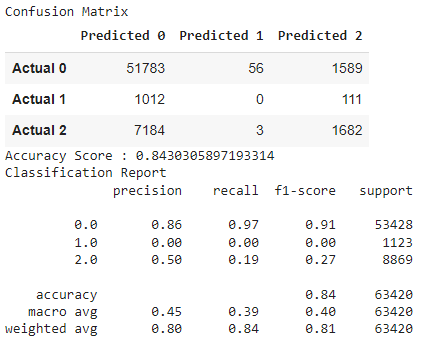 Confusion Matrix
Predicted 0 Predicted 1 Predicted 2
Actual 0 51783 56 1589
Actual 1 1012 0 111
Actual 2 7184 3 1682
Accuracy Score : 0.8430305897193314
Classification Report
precision recall f1-score support
0.0 0.86 0.97 0.91 53428
1.0 0.00 0.00 0.00 1123
2.0 0.50 0.19 0.27 8869
accuracy 0.84 63420
macro avg 0.45 0.39 0.40 63420
weighted avg 0.80 0.84 0.81 63420